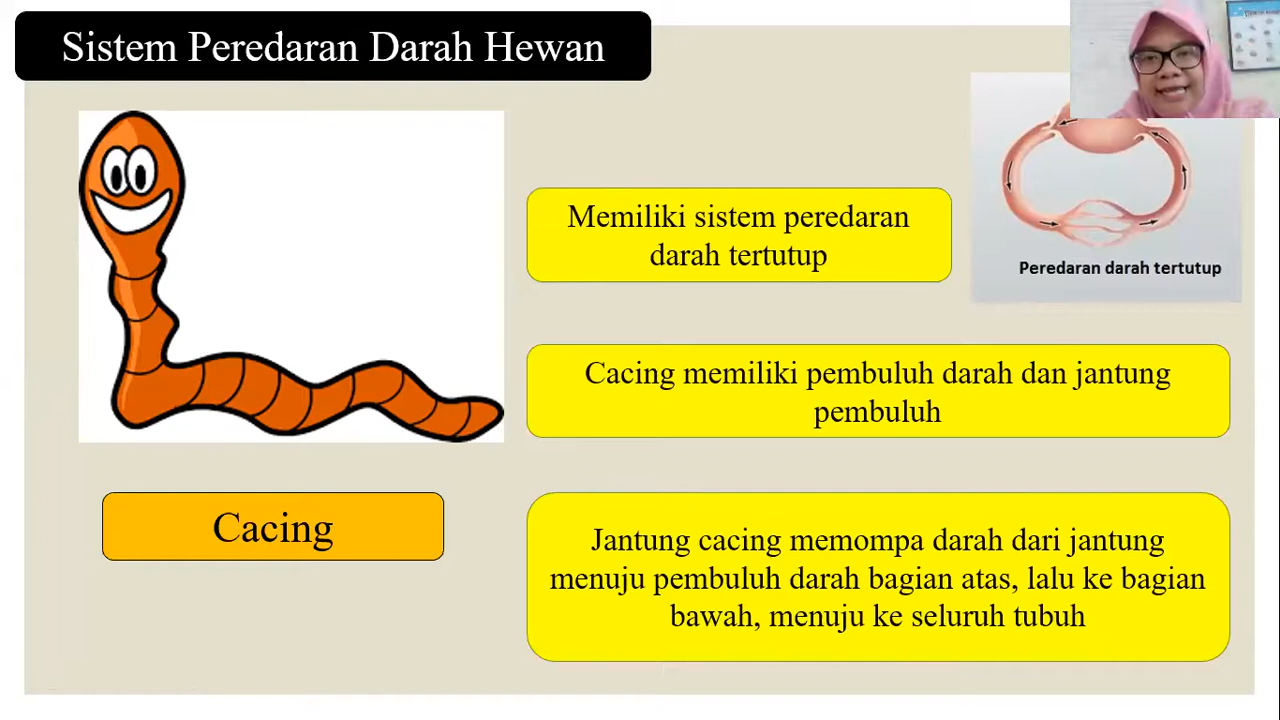 Sistem Peredaran Darah Hewan
Memiliki sistem peredaran
darah tertutup
Peredaran darah tertutup
Cacing memiliki pembuluh darah dan jantung
pembuluh
Cacing
Jantung cacing memompa darah dari jantung
menuju pembuluh darah bagian atas, lalu ke bagian
bawah, menuju ke seluruh tubuh